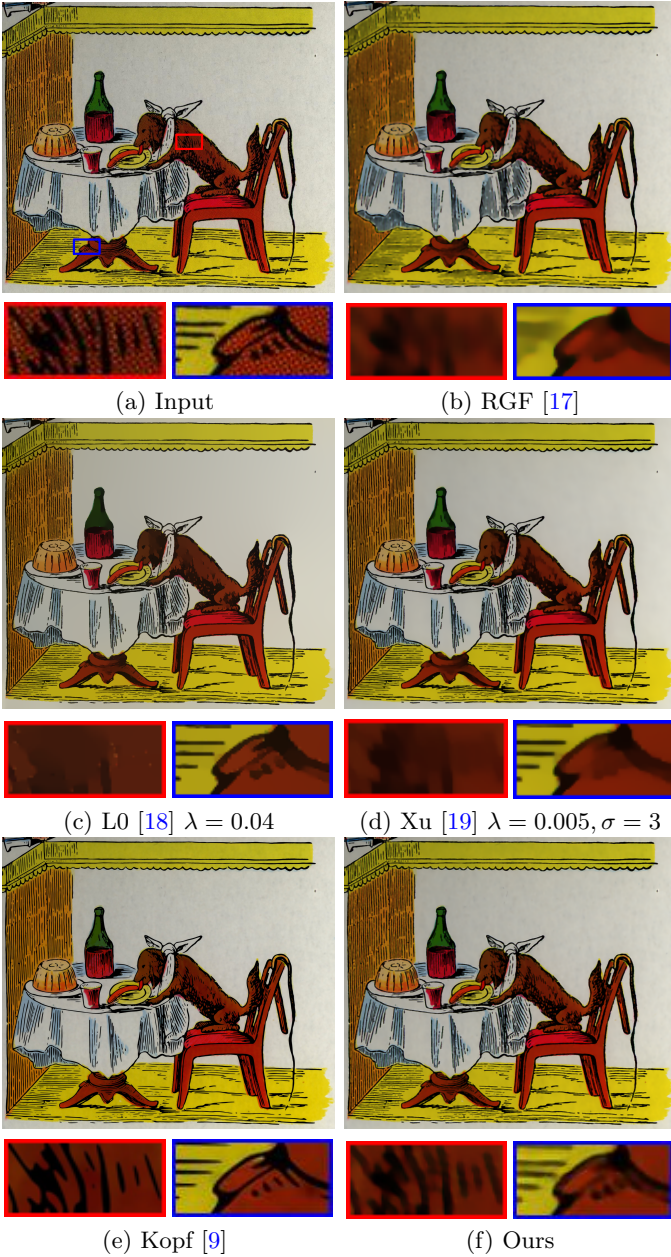 (a) Input
(b) RGF [17]
(c) L0 [18] λ = 0.04
(d) Xu [19] λ = 0.005, σ = 3
(e) Kopf [9]
(f) Ours